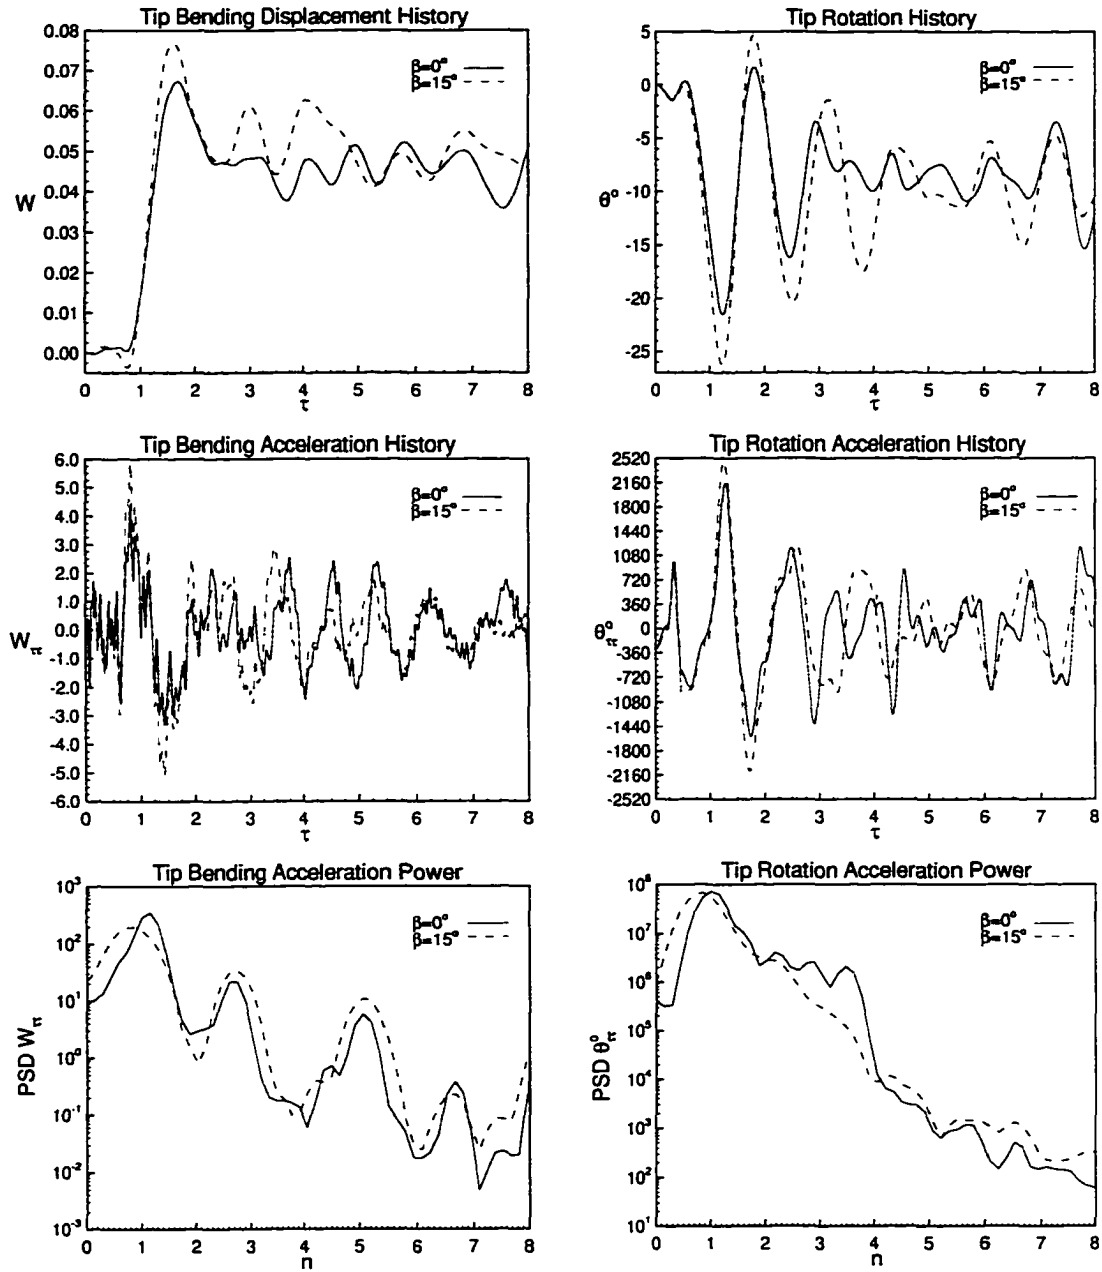 Tip Bending Displacement History
0.08
0.07
0.06
0.05
0.04
0.03
0.02
0.01
0.00
W
β=0°
β=15°
0 1 2 3 4 5 6 7 8
τ
Tip Rotation History
5
0
-5
-10
-15
-20
-25
θ°
β=0°
β=15°
0 1 2 3 4 5 6 7 8
τ
Tip Bending Acceleration History
6.0
5.0
4.0
3.0
2.0
1.0
0.0
-1.0
-2.0
-3.0
-4.0
-5.0
-6.0
Wττ
β=0°
β=15°
0 1 2 3 4 5 6 7 8
τ
Tip Rotation Acceleration History
2520
2160
1800
1440
1080
720
360
0
-360
-720
-1080
-1440
-1800
-2160
-2520
θ°ττ
β=0°
β=15°
0 1 2 3 4 5 6 7 8
τ
Tip Bending Acceleration Power
10³
10²
10¹
10⁰
10⁻¹
10⁻²
10⁻³
PSD Wττ
β=0°
β=15°
0 1 2 3 4 5 6 7 8
n
Tip Rotation Acceleration Power
10⁸
10⁷
10⁶
10⁵
10⁴
10³
10²
10¹
PSD θ°ττ
β=0°
β=15°
0 1 2 3 4 5 6 7 8
n